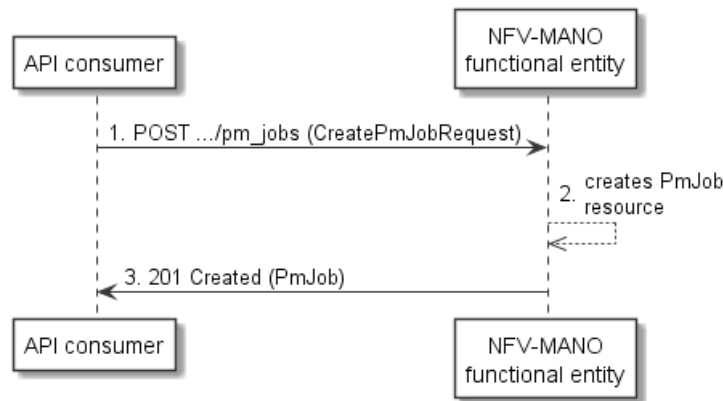 API consumer
NFV-MANO
functional entity
1. POST .../pm_jobs (CreatePmJobRequest)
2. creates PmJob
resource
3. 201 Created (PmJob)
API consumer
NFV-MANO
functional entity